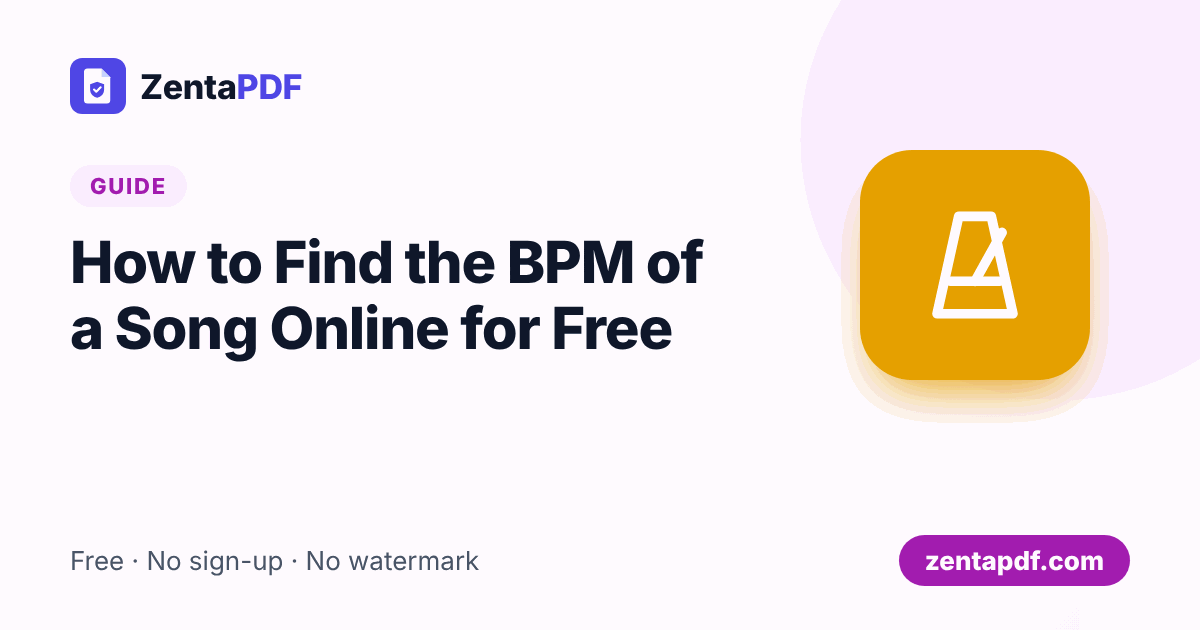 ZentaPDF
GUIDE
How to Find the BPM of
a Song Online for Free
Free · No sign-up · No watermark
zentapdf.com